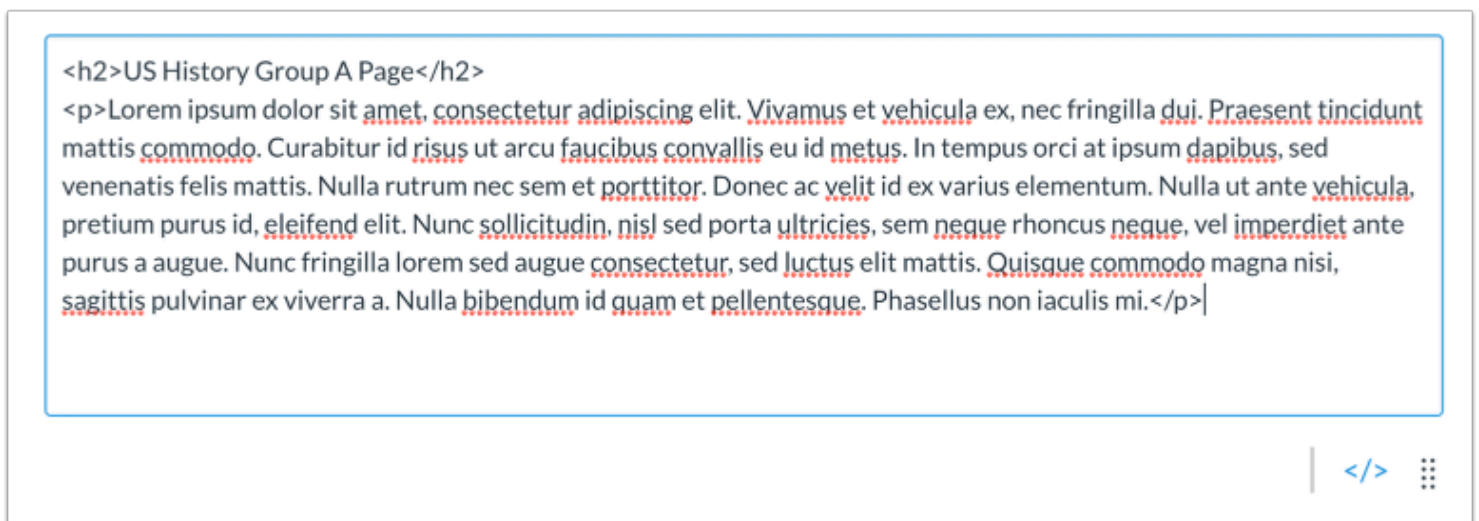 <h2>US History Group A Page</h2>
<p>Lorem ipsum dolor sit amet, consectetur adipiscing elit. Vivamus et vehicula ex, nec fringilla dui. Praesent tincidunt
mattis commodo. Curabitur id risus ut arcu faucibus convallis eu id metus. In tempus orci at ipsum dapibus, sed
venenatis felis mattis. Nulla rutrum nec sem et porttitor. Donec ac velit id ex varius elementum. Nulla ut ante vehicula,
pretium purus id, eleifend elit. Nunc sollicitudin, nisl sed porta ultricies, sem neque rhoncus neque, vel imperdiet ante
purus a augue. Nunc fringilla lorem sed augue consectetur, sed luctus elit mattis. Quisque commodo magna nisi,
sagittis pulvinar ex viverra a. Nulla bibendum id quam et pellentesque. Phasellus non iaculis mi.</p>
</>